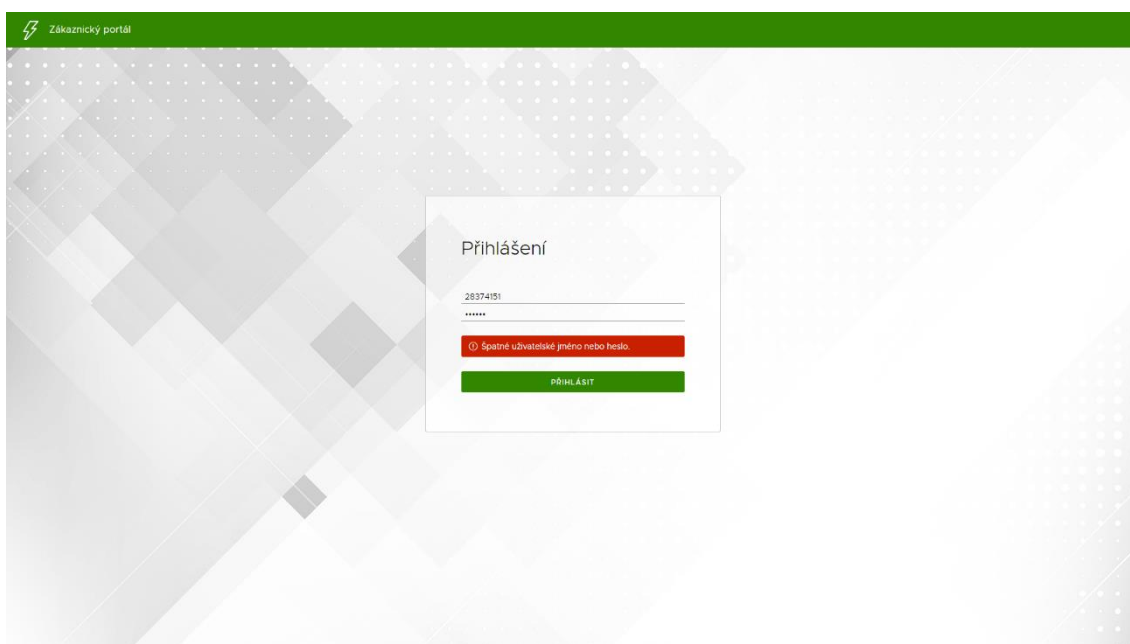 Zákaznický portál
Přihlášení
28374151
••••••
Špatné uživatelské jméno nebo heslo.
PŘIHLÁSIT